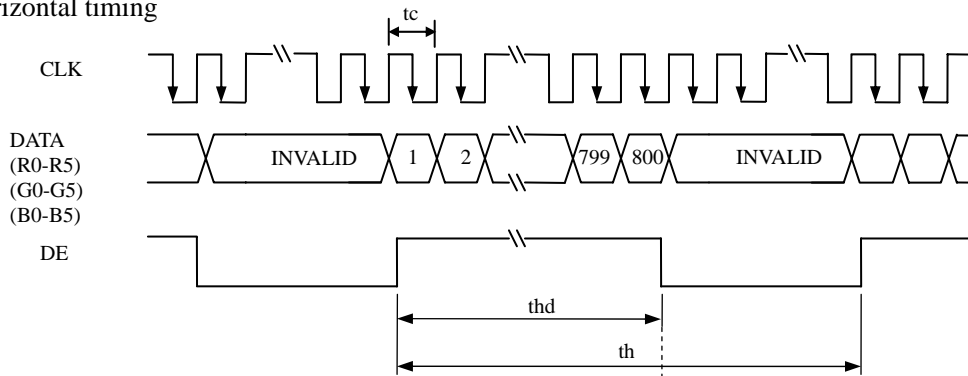 rizontal timing
tc
CLK
DATA
(R0-R5)
(G0-G5)
(B0-B5)
INVALID 1 2 799 800 INVALID
DE
thd
th